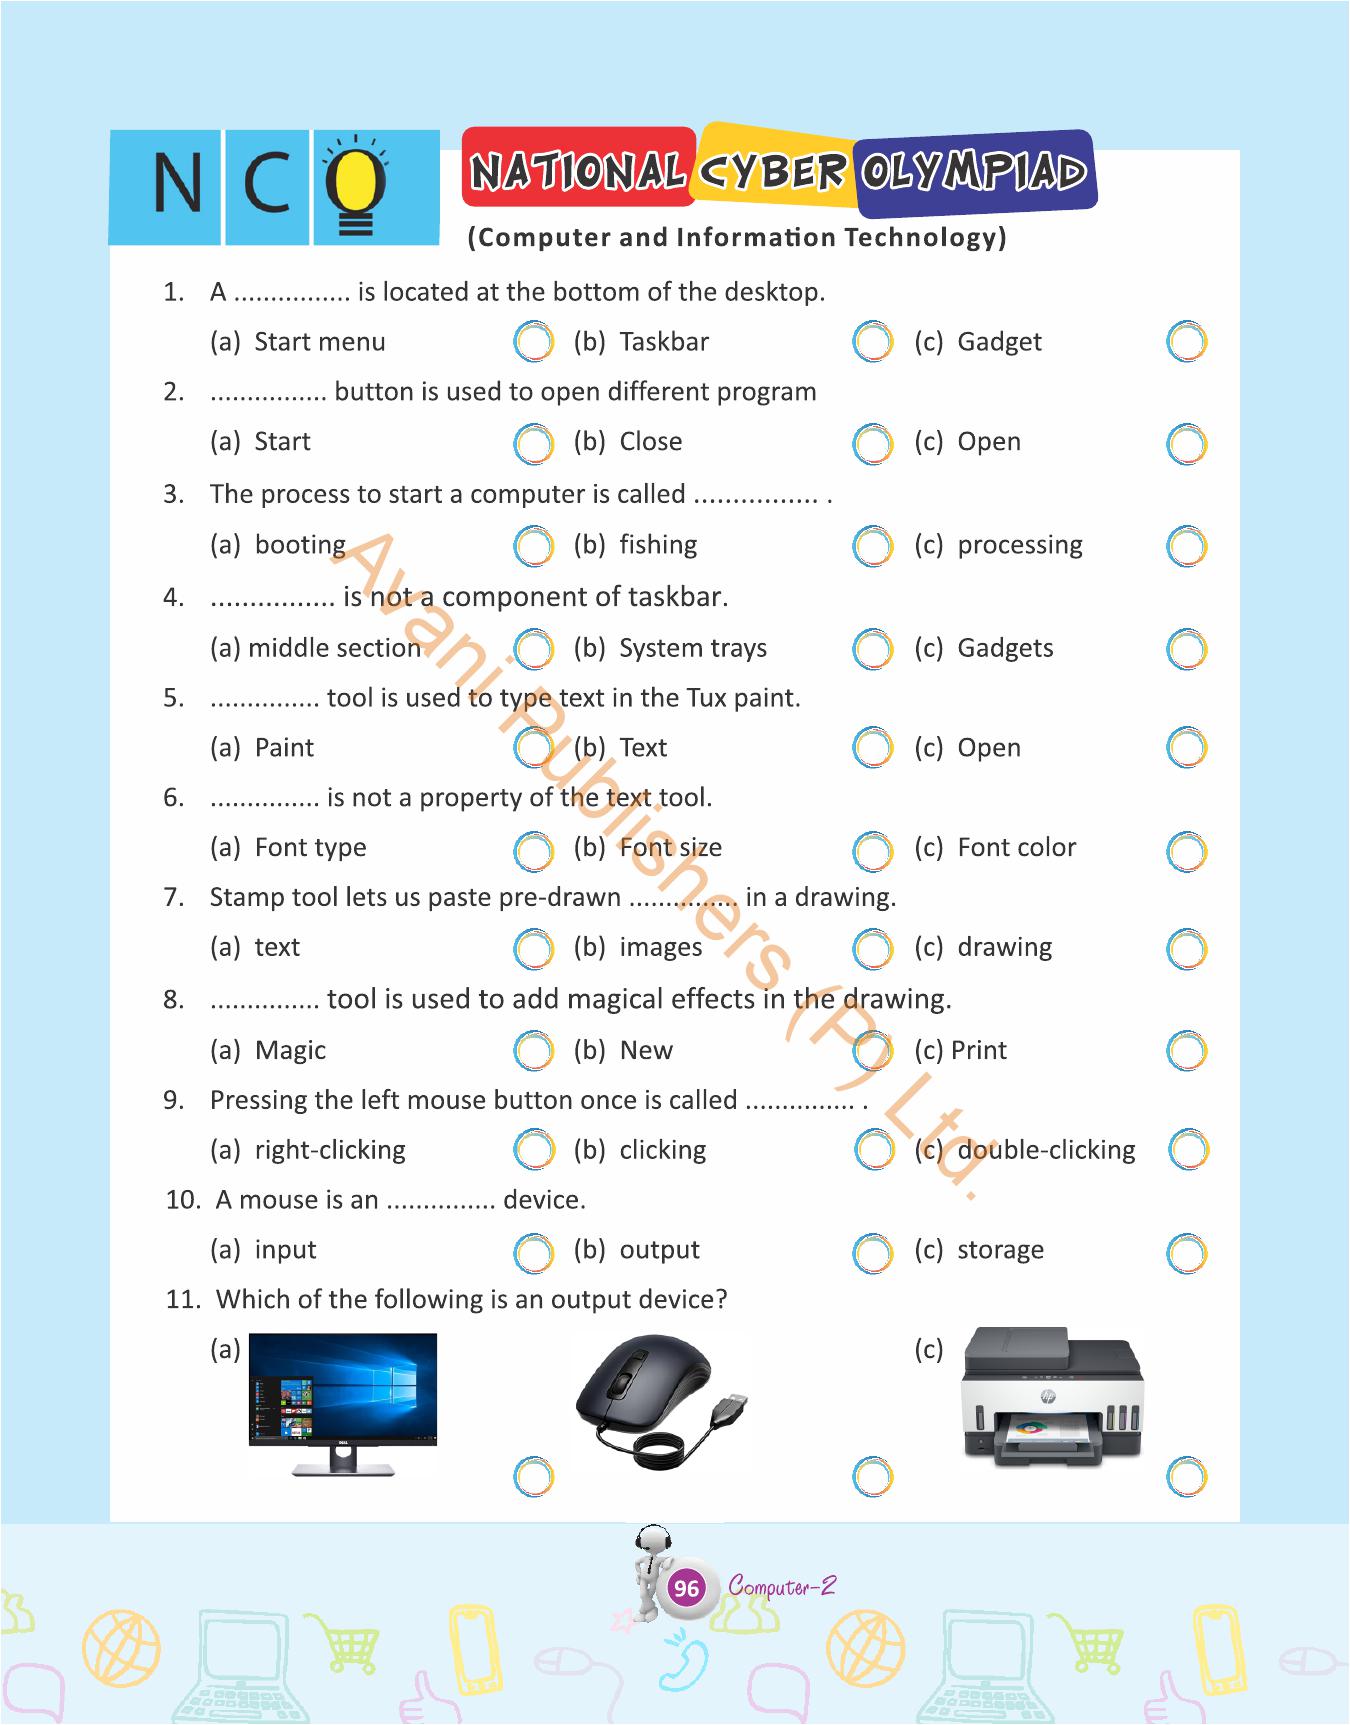 NCO
NATIONAL CYBER OLYMPIAD
(Computer and Information Technology)
1. A ................ is located at the bottom of the desktop.
(a) Start menu (b) Taskbar (c) Gadget
2. ................ button is used to open different program
(a) Start (b) Close (c) Open
3. The process to start a computer is called ................ .
(a) booting (b) fishing (c) processing
4. ................ is not a component of taskbar.
(a) middle section (b) System trays (c) Gadgets
5. ............... tool is used to type text in the Tux paint.
(a) Paint (b) Text (c) Open
6. ............... is not a property of the text tool.
(a) Font type (b) Font size (c) Font color
7. Stamp tool lets us paste pre-drawn ............... in a drawing.
(a) text (b) images (c) drawing
8. ............... tool is used to add magical effects in the drawing.
(a) Magic (b) New (c) Print
9. Pressing the left mouse button once is called ............... .
(a) right-clicking (b) clicking (c) double-clicking
10. A mouse is an ............... device.
(a) input (b) output (c) storage
11. Which of the following is an output device?
(a) (c)
DELL
hp
Avani Publishers (P) Ltd.
96 Computer-2